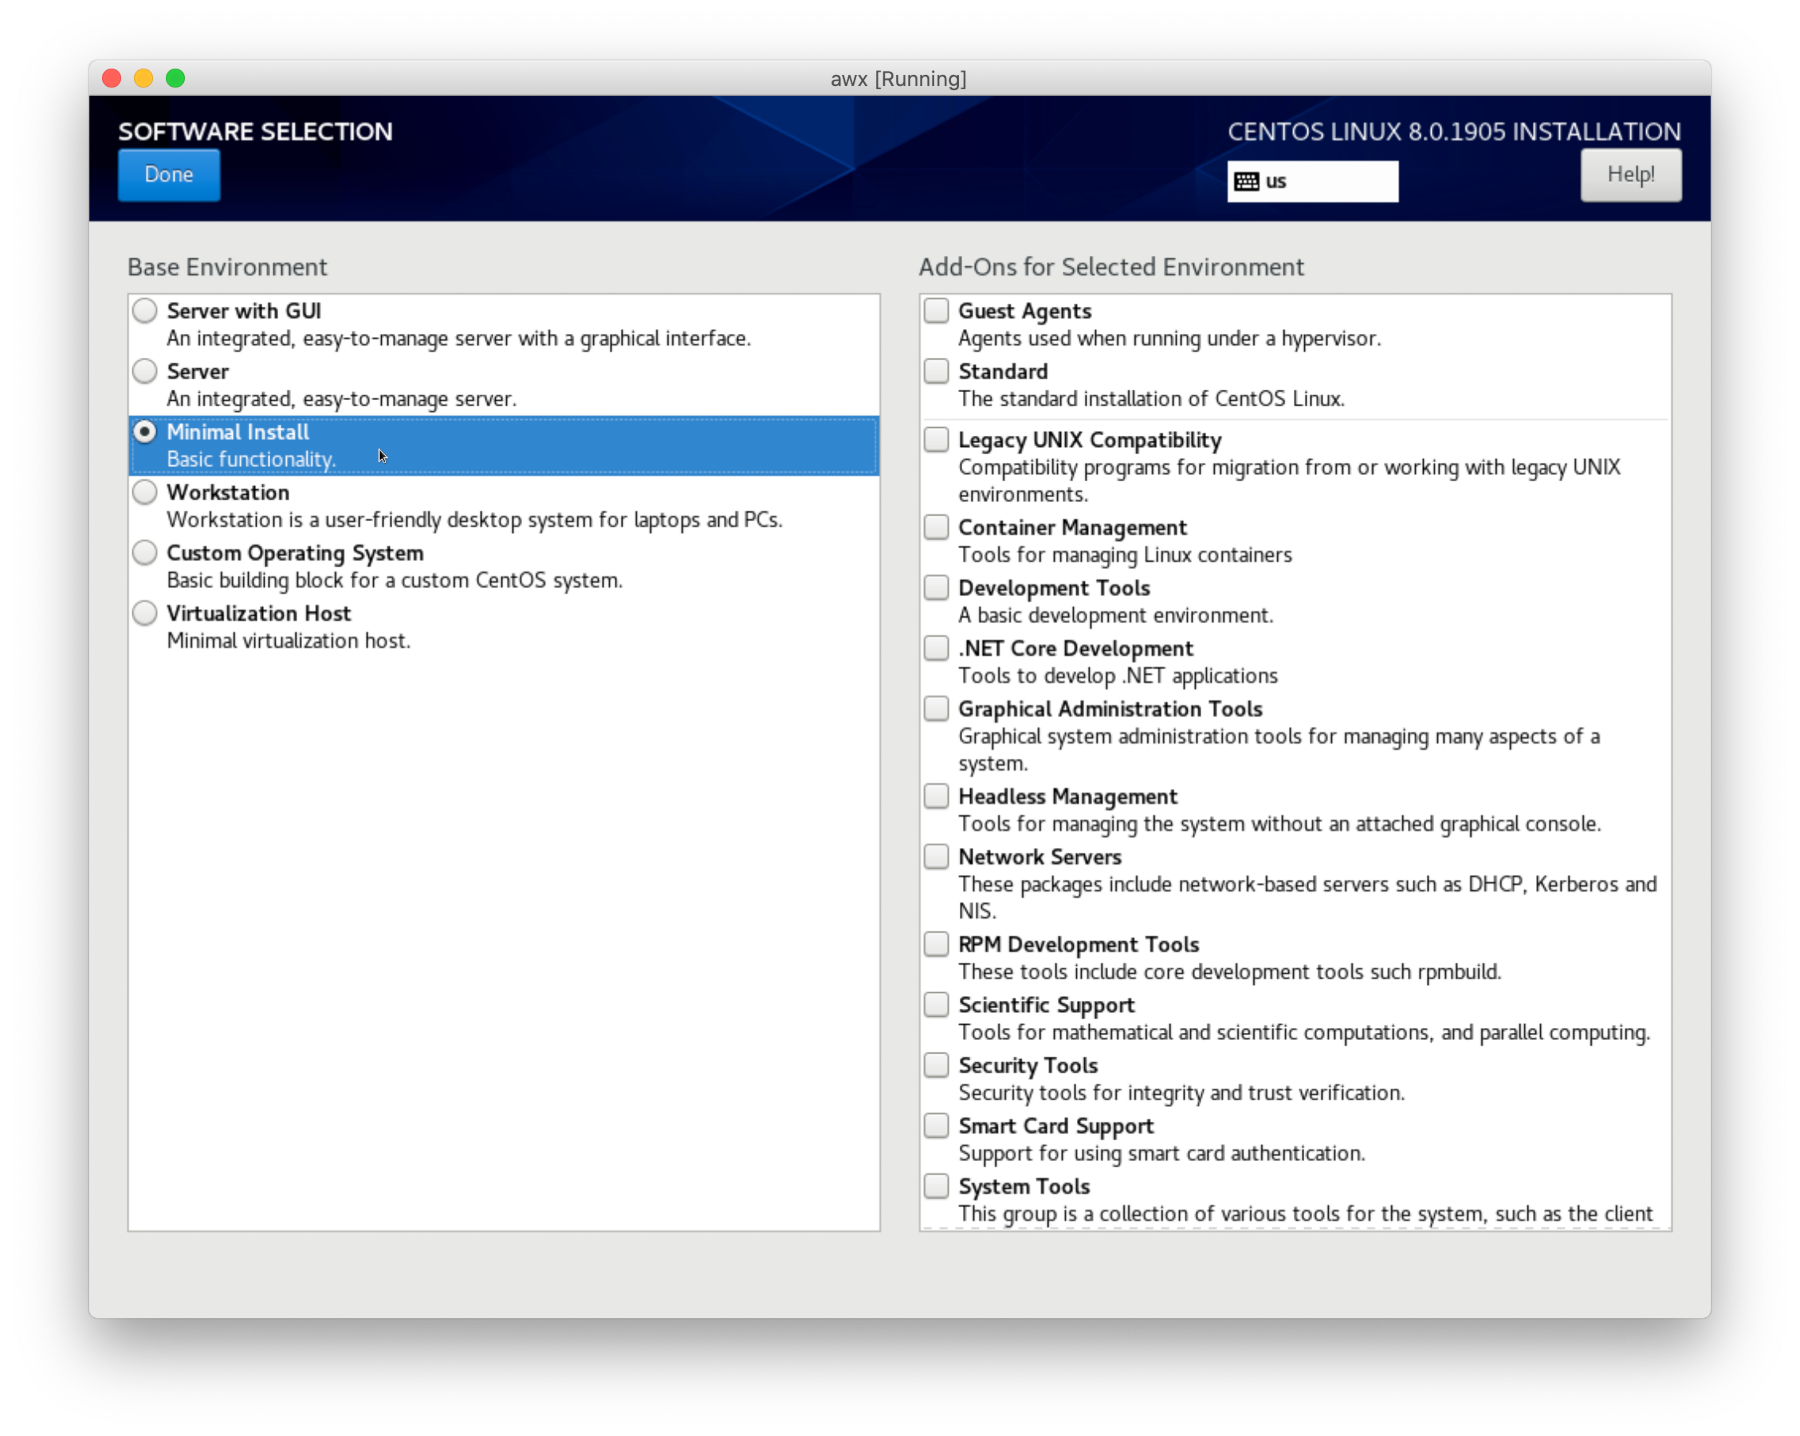 awx [Running]
SOFTWARE SELECTION
CENTOS LINUX 8.0.1905 INSTALLATION
Done
us
Help!
Base Environment
Server with GUI
An integrated, easy-to-manage server with a graphical interface.
Server
An integrated, easy-to-manage server.
Minimal Install
Basic functionality.
Workstation
Workstation is a user-friendly desktop system for laptops and PCs.
Custom Operating System
Basic building block for a custom CentOS system.
Virtualization Host
Minimal virtualization host.
Add-Ons for Selected Environment
Guest Agents
Agents used when running under a hypervisor.
Standard
The standard installation of CentOS Linux.
Legacy UNIX Compatibility
Compatibility programs for migration from or working with legacy UNIX
environments.
Container Management
Tools for managing Linux containers
Development Tools
A basic development environment.
.NET Core Development
Tools to develop .NET applications
Graphical Administration Tools
Graphical system administration tools for managing many aspects of a
system.
Headless Management
Tools for managing the system without an attached graphical console.
Network Servers
These packages include network-based servers such as DHCP, Kerberos and
NIS.
RPM Development Tools
These tools include core development tools such rpmbuild.
Scientific Support
Tools for mathematical and scientific computations, and parallel computing.
Security Tools
Security tools for integrity and trust verification.
Smart Card Support
Support for using smart card authentication.
System Tools
This group is a collection of various tools for the system, such as the client